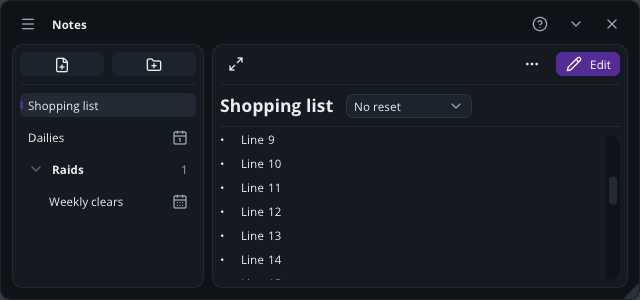 Notes
Shopping list
Dailies
Raids 1
Weekly clears
Edit
Shopping list No reset
• Line 9
• Line 10
• Line 11
• Line 12
• Line 13
• Line 14